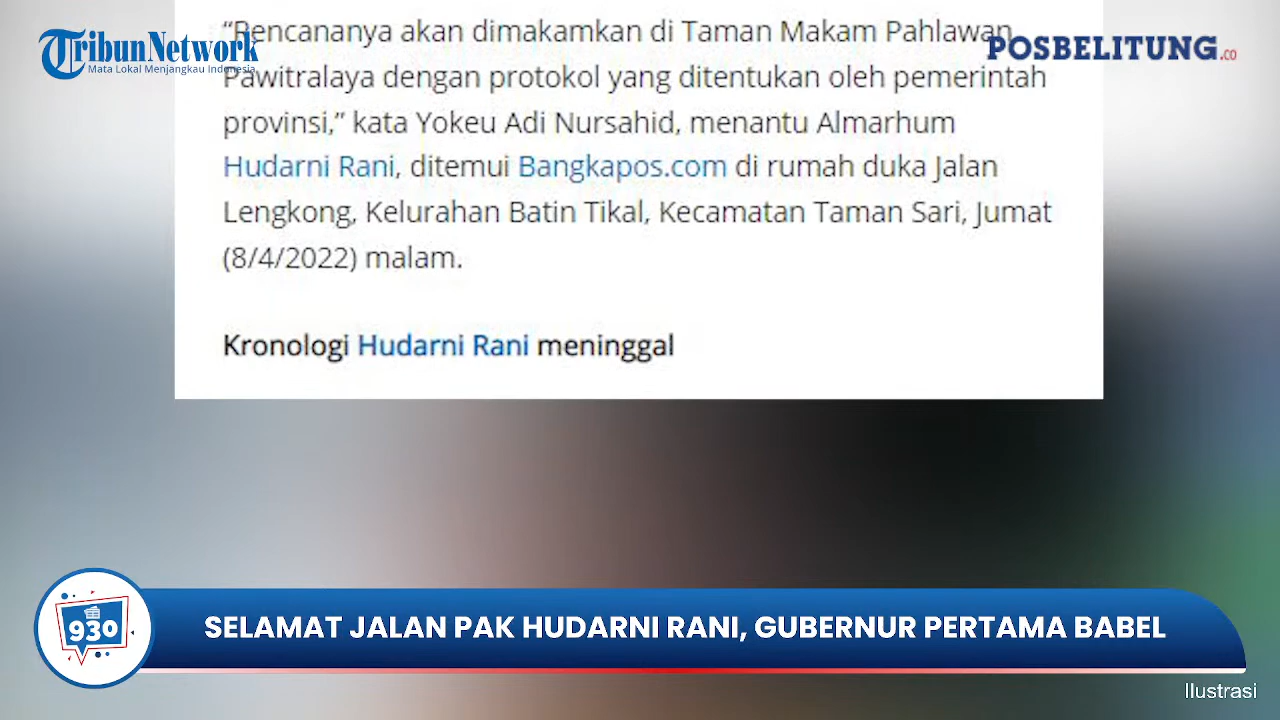 TribunNetwork
Mata Lokal Menjangkau Indonesia
POSBELITUNG.co
“Rencananya akan dimakamkan di Taman Makam Pahlawan
Pawitralaya dengan protokol yang ditentukan oleh pemerintah
provinsi,” kata Yokeu Adi Nursahid, menantu Almarhum
Hudarni Rani, ditemui Bangkapos.com di rumah duka Jalan
Lengkong, Kelurahan Batin Tikal, Kecamatan Taman Sari, Jumat
(8/4/2022) malam.
Kronologi Hudarni Rani meninggal
930
SELAMAT JALAN PAK HUDARNI RANI, GUBERNUR PERTAMA BABEL
Ilustrasi